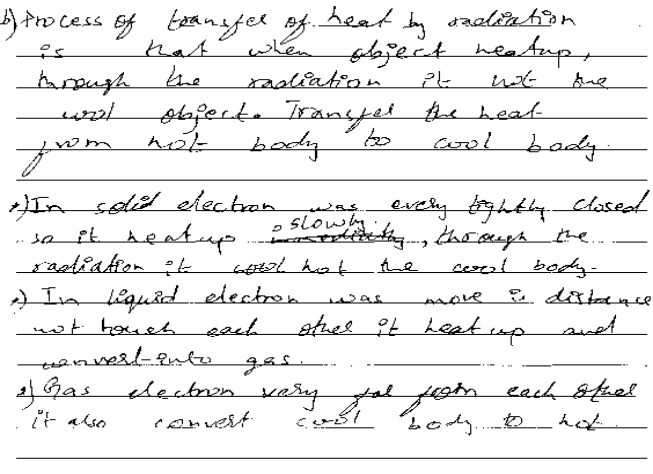 b) Process of transfer of heat by radiation
is that when object heatup,
through the radiation it hot the
cool object. Transfer the heat
from hot body to cool body.
*) In solid electron was every tightly closed
so it heat up slowly, through the
radiation it cool hot the cool body.
*) In liquid electron was more is distance
not touch each other it heat up and
convert into gas.
*) Gas electron very far from each other
it also convert cool body to hot.